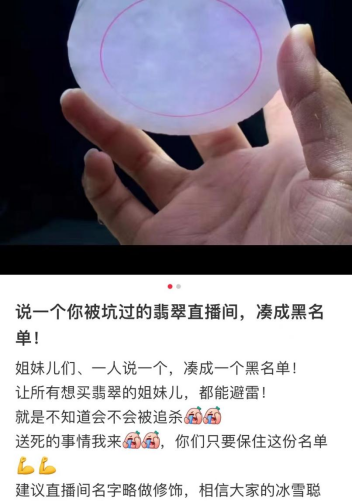 说一个你被坑过的翡翠直播间，凑成黑名
单！
姐妹儿们、一人说一个，凑成一个黑名单！
让所有想买翡翠的姐妹儿，都能避雷！
就是不知道会不会被追杀
送死的事情我来，你们只要保住这份名单
💪💪
建议直播间名字略做修饰，相信大家的冰雪聪